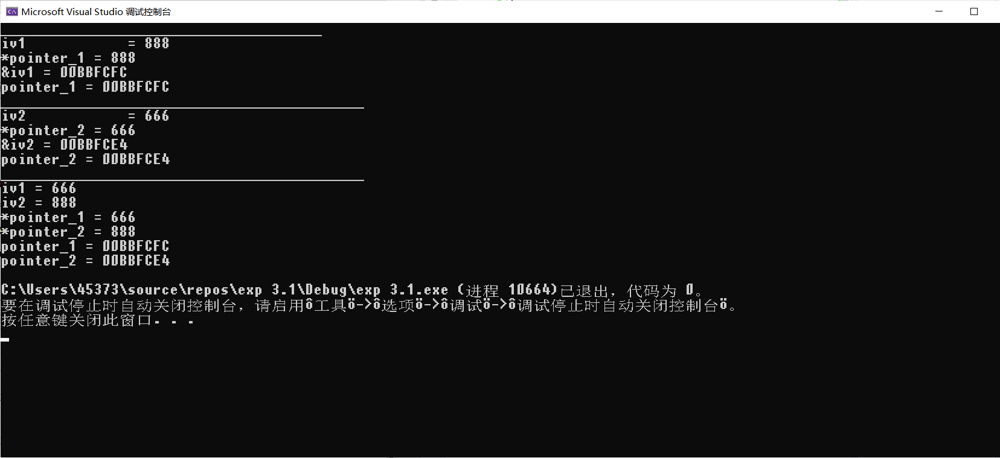 Microsoft Visual Studio 调试控制台
iv1            = 888
*pointer_1 = 888
&iv1 = 00BBFCFC
pointer_1 = 00BBFCFC
iv2            = 666
*pointer_2 = 666
&iv2 = 00BBFCE4
pointer_2 = 00BBFCE4
iv1 = 666
iv2 = 888
*pointer_1 = 666
*pointer_2 = 888
pointer_1 = 00BBFCFC
pointer_2 = 00BBFCE4
C:\Users\45373\source\repos\exp 3.1\Debug\exp 3.1.exe (进程 10664)已退出，代码为 0。
要在调试停止时自动关闭控制台，请启用ô工具ö->ô选项ö->ô调试ö->ô调试停止时自动关闭控制台ö。
按任意键关闭此窗口. . .